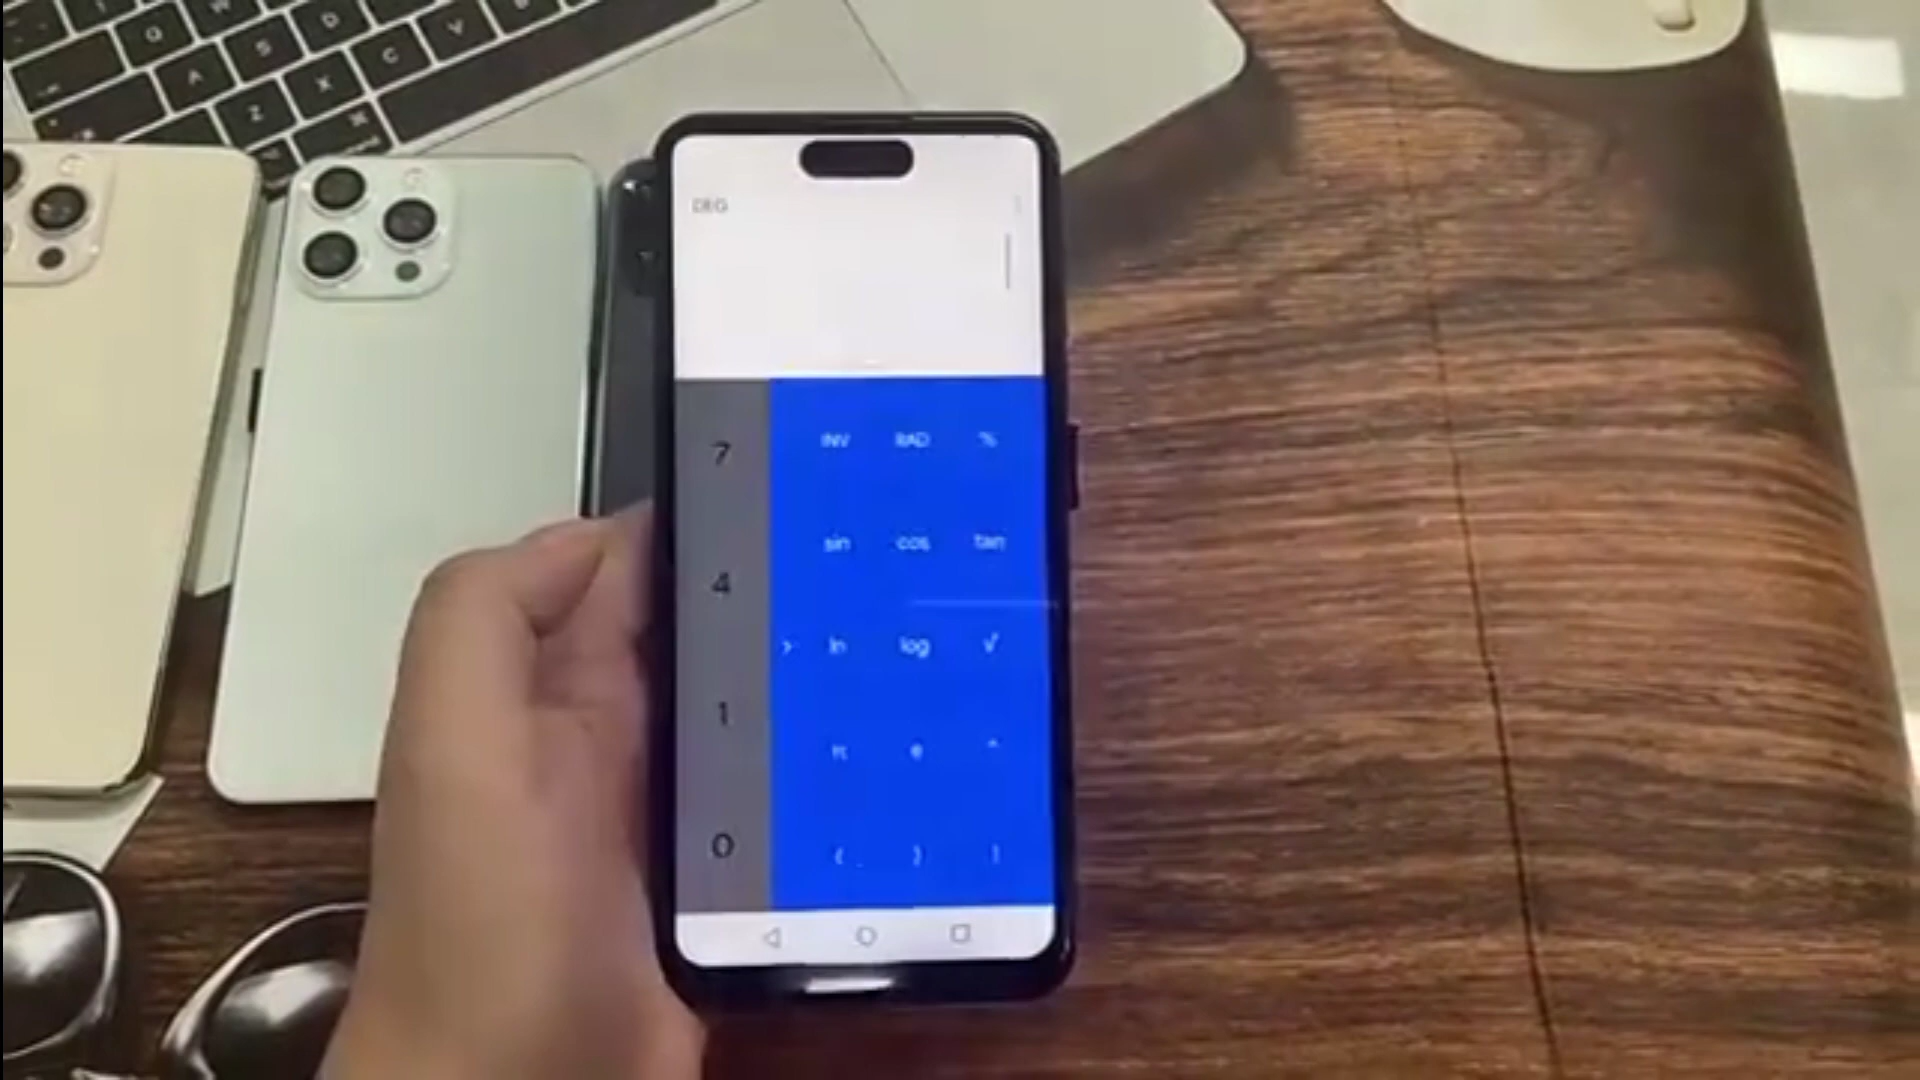 Q W
A S D
Z X C V B
⌘
DEG
7 INV RAD %
4 sin cos tan
> ln log √
1 π e ^
0 ( ) !